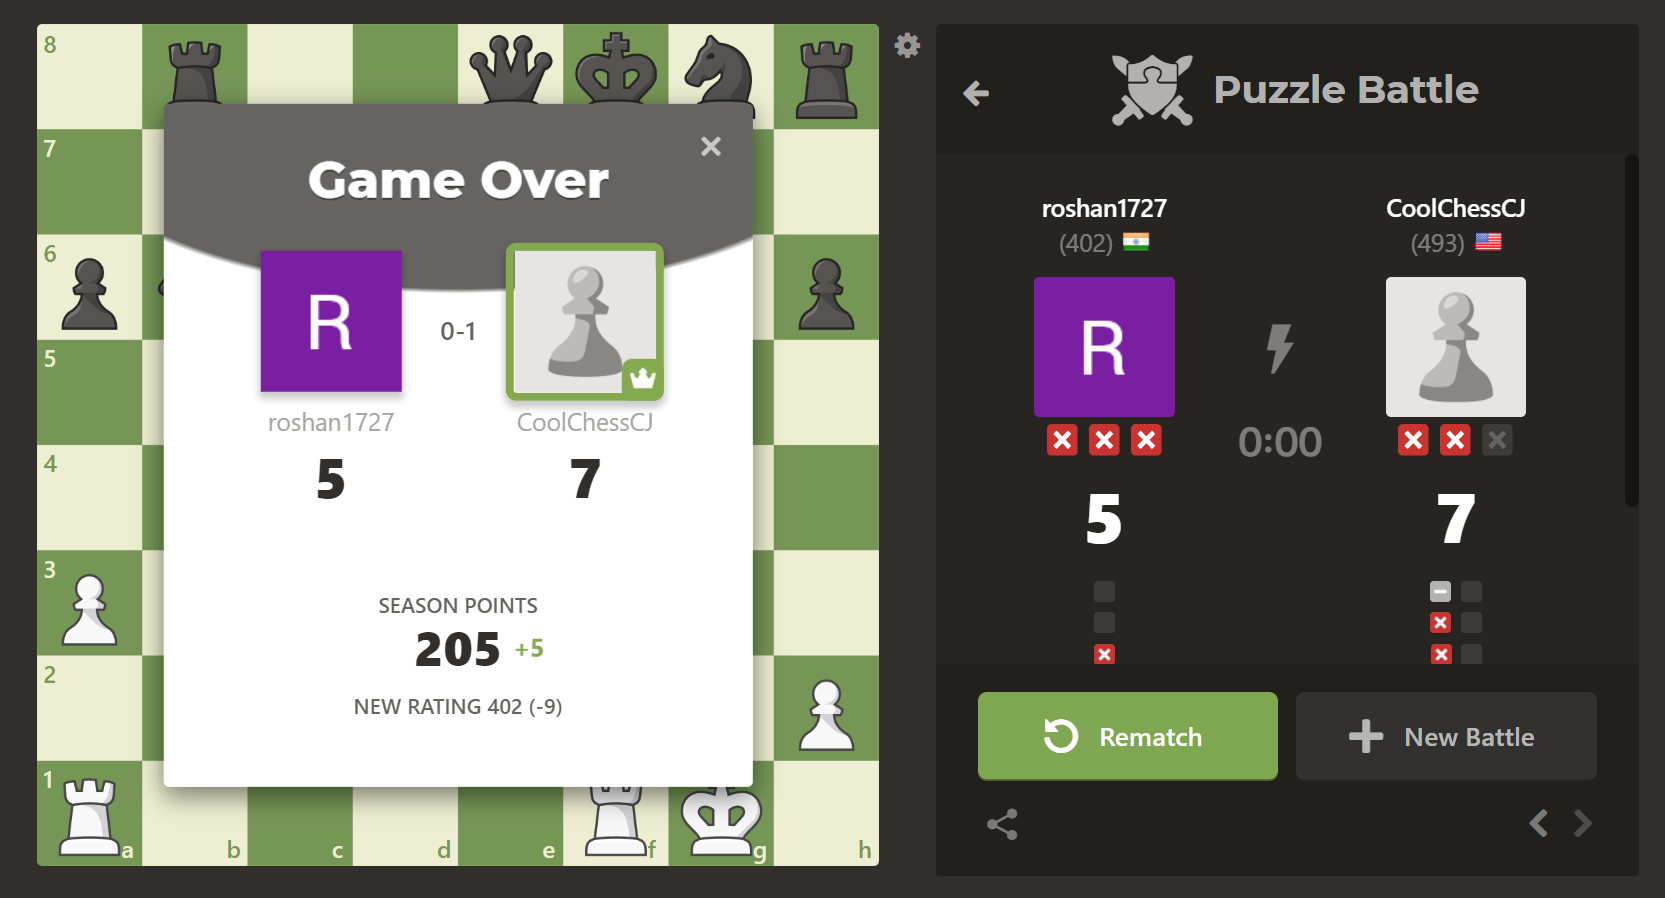 8
7
6
5
4
3
2
1
a b c d e f g h
Game Over
R
0-1
roshan1727 CoolChessCJ
5 7
SEASON POINTS
205 +5
NEW RATING 402 (-9)
Puzzle Battle
roshan1727 CoolChessCJ
(402) (493)
R
0:00
5 7
Rematch New Battle